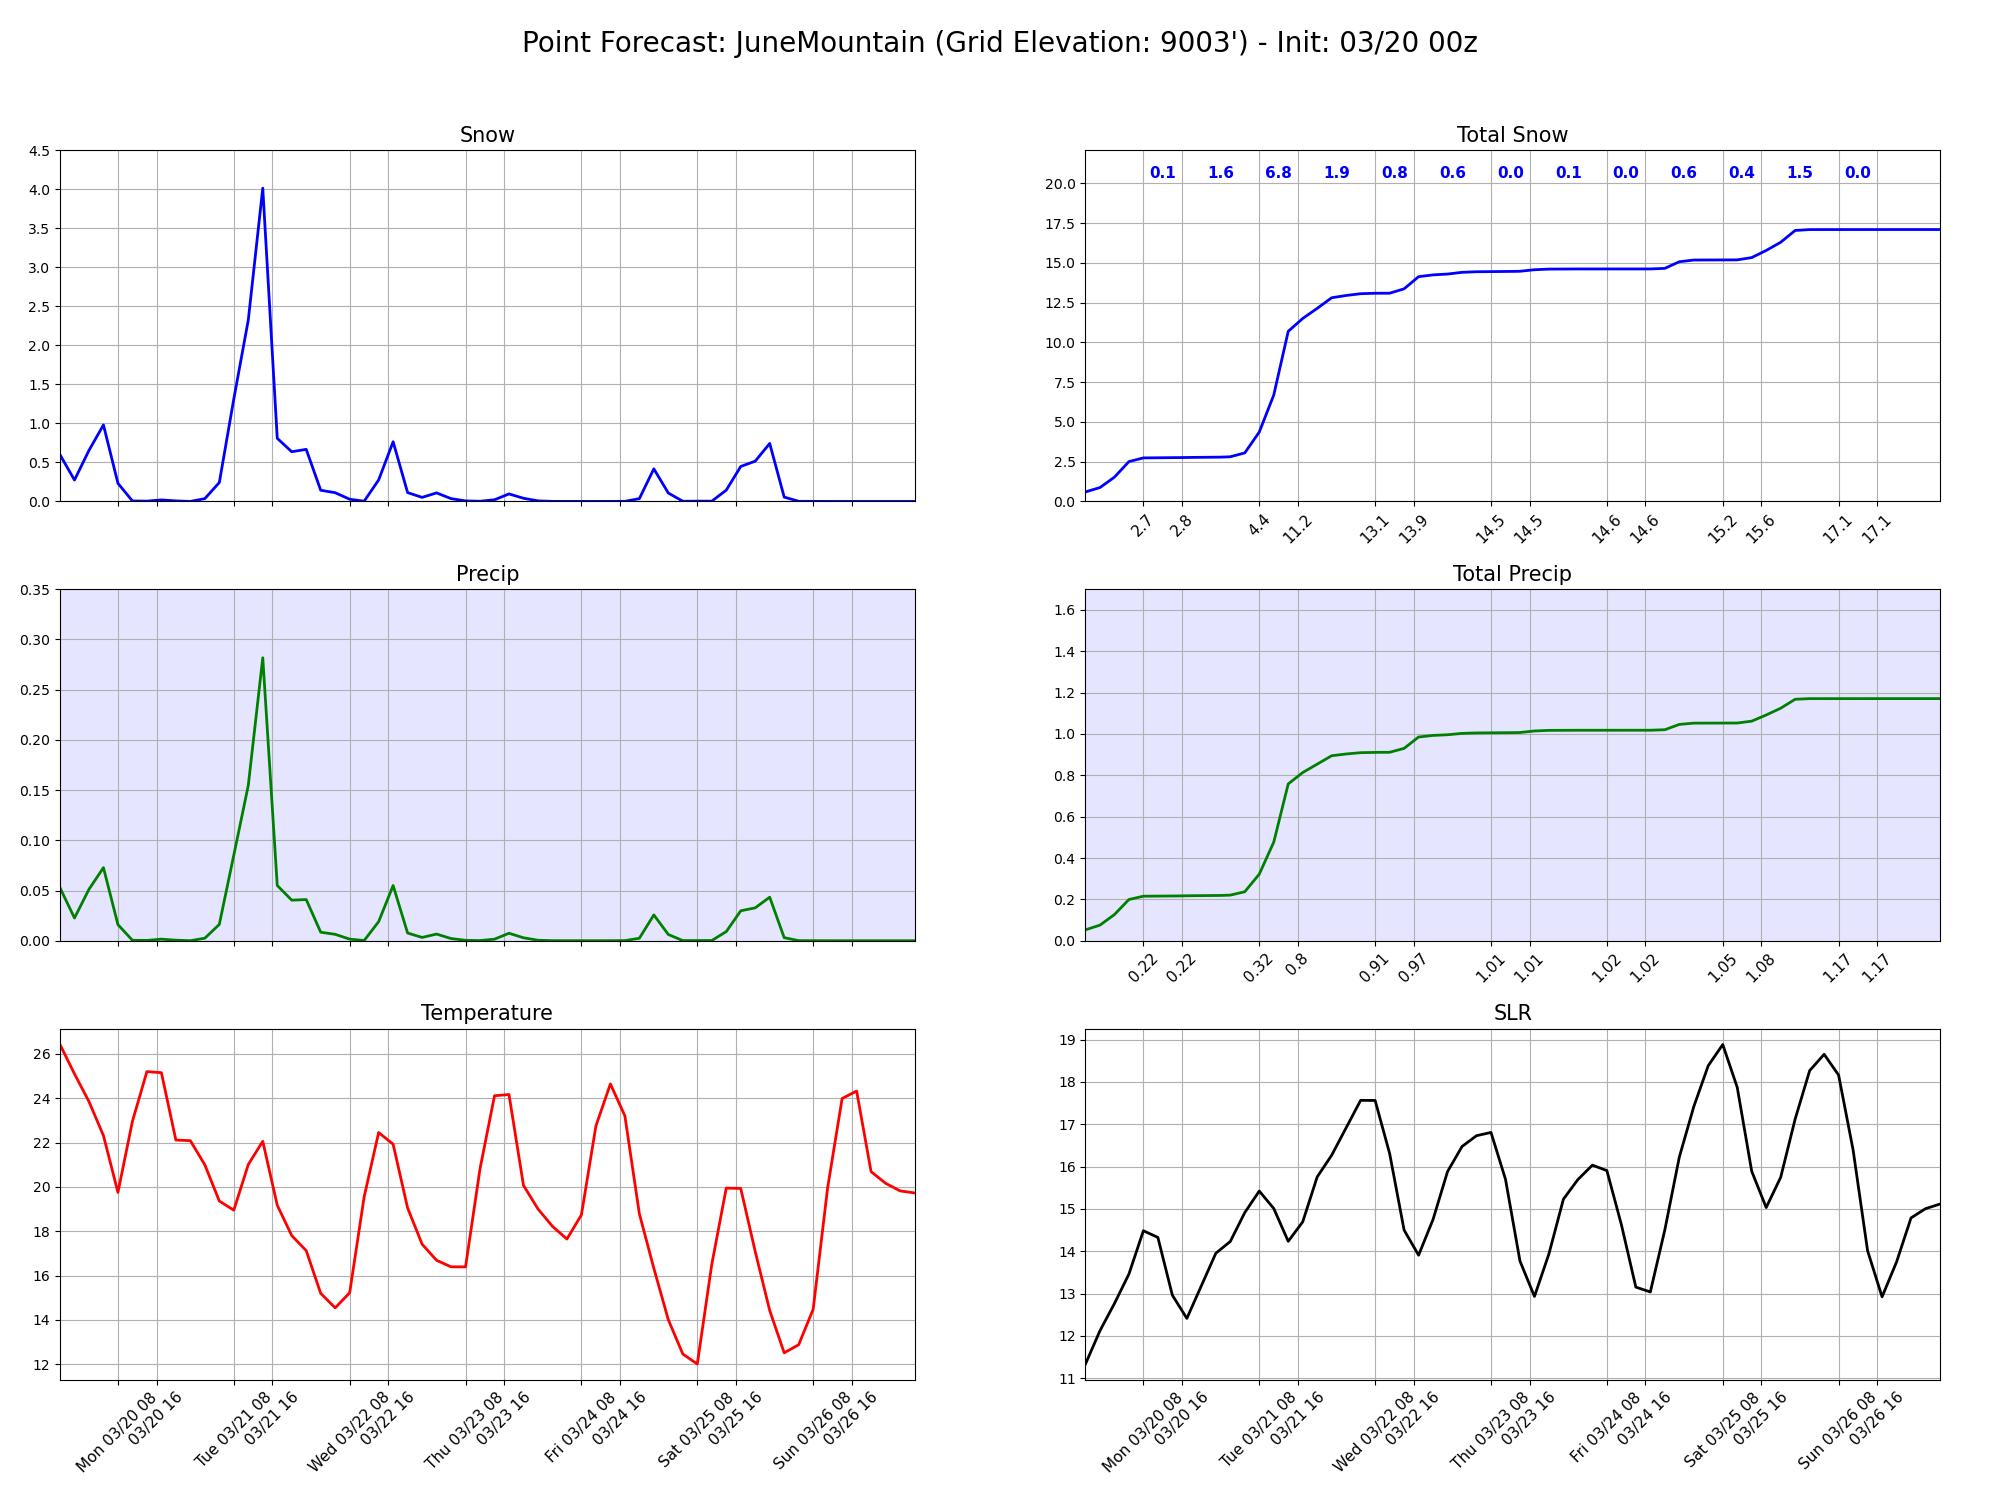 Point Forecast: JuneMountain (Grid Elevation: 9003') - Init: 03/20 00z
Snow
4.5
4.0
3.5
3.0
2.5
2.0
1.5
1.0
0.5
0.0
Total Snow
0.1 1.6 6.8 1.9 0.8 0.6 0.0 0.1 0.0 0.6 0.4 1.5 0.0
20.0
17.5
15.0
12.5
10.0
7.5
5.0
2.5
0.0
2.7 2.8 4.4 11.2 13.1 13.9 14.5 14.5 14.6 14.6 15.2 15.6 17.1 17.1
Precip
0.35
0.30
0.25
0.20
0.15
0.10
0.05
0.00
Total Precip
1.6
1.4
1.2
1.0
0.8
0.6
0.4
0.2
0.0
0.22 0.22 0.32 0.8 0.91 0.97 1.01 1.01 1.02 1.02 1.05 1.08 1.17 1.17
Temperature
26
24
22
20
18
16
14
12
Mon 03/20 08
03/20 16
Tue 03/21 08
03/21 16
Wed 03/22 08
03/22 16
Thu 03/23 08
03/23 16
Fri 03/24 08
03/24 16
Sat 03/25 08
03/25 16
Sun 03/26 08
03/26 16
SLR
19
18
17
16
15
14
13
12
11
Mon 03/20 08
03/20 16
Tue 03/21 08
03/21 16
Wed 03/22 08
03/22 16
Thu 03/23 08
03/23 16
Fri 03/24 08
03/24 16
Sat 03/25 08
03/25 16
Sun 03/26 08
03/26 16